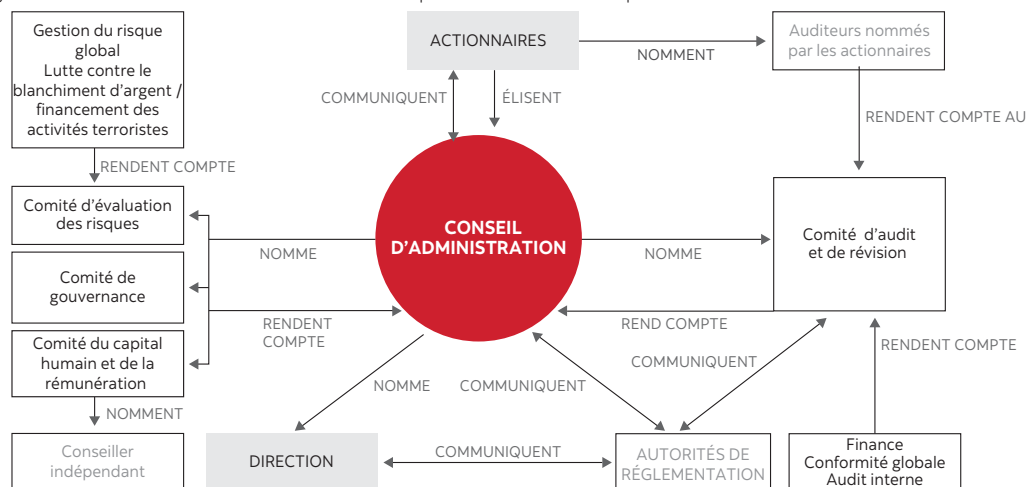 Gestion du risque
global
Lutte contre le
blanchiment d'argent /
financement des
activités terroristes
ACTIONNAIRES
NOMMENT
Auditeurs nommés
par les actionnaires
COMMUNIQUENT
ÉLISENT
RENDENT COMPTE AU
RENDENT COMPTE
Comité d'évaluation
des risques
CONSEIL
D'ADMINISTRATION
Comité d'audit
et de révision
NOMME
NOMME
Comité de
gouvernance
RENDENT
COMPTE
REND COMPTE
Comité du capital
humain et de la
rémunération
RENDENT COMPTE
COMMUNIQUENT
NOMME
COMMUNIQUENT
NOMMENT
Conseiller
indépendant
DIRECTION
COMMUNIQUENT
AUTORITÉS DE
RÉGLEMENTATION
Finance
Conformité globale
Audit interne